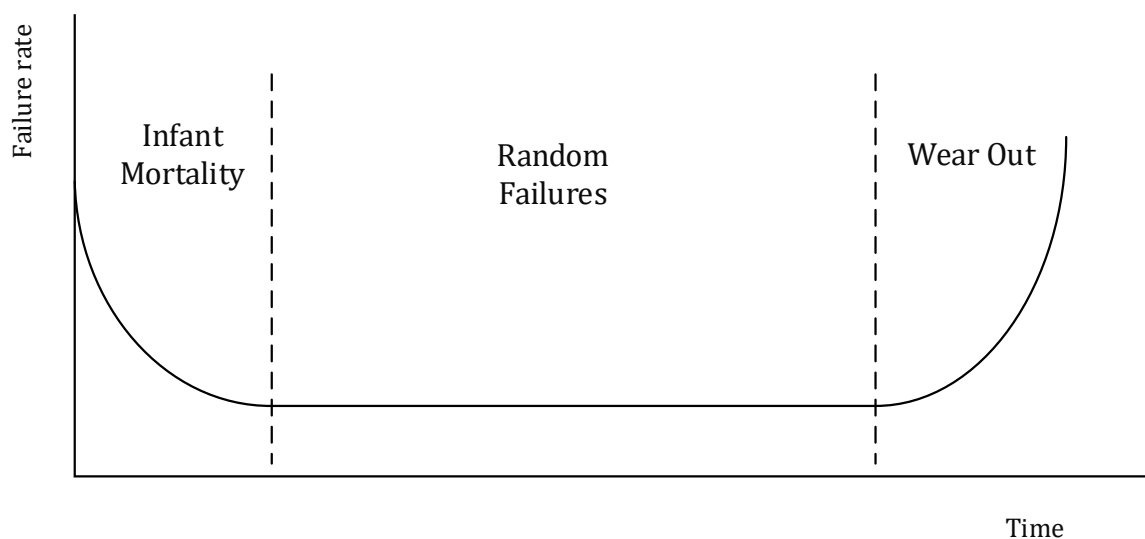 Failure rate
Infant
Mortality
Random
Failures
Wear Out
Time